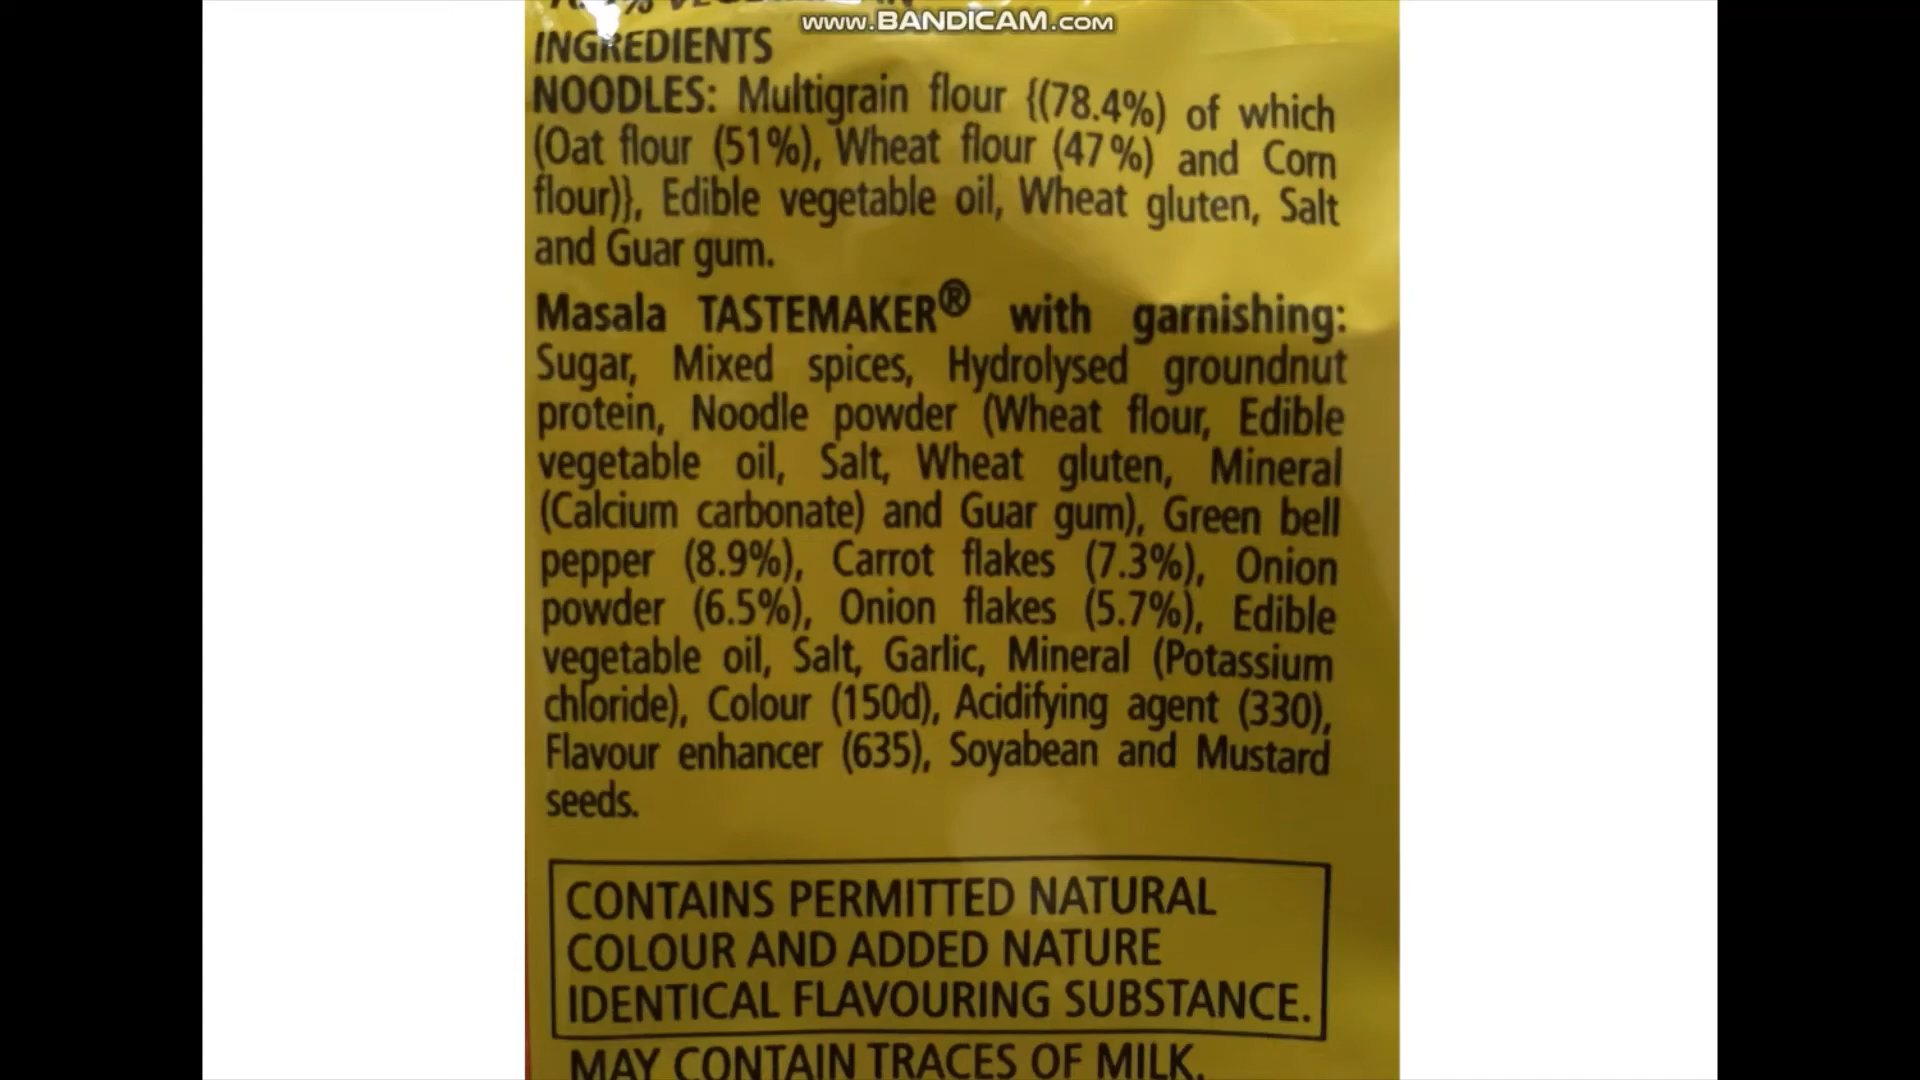 www.BANDICAM.com
INGREDIENTS
NOODLES: Multigrain flour {(78.4%) of which
(Oat flour (51%), Wheat flour (47%) and Corn
flour)}, Edible vegetable oil, Wheat gluten, Salt
and Guar gum.
Masala TASTEMAKER® with garnishing:
Sugar, Mixed spices, Hydrolysed groundnut
protein, Noodle powder (Wheat flour, Edible
vegetable oil, Salt, Wheat gluten, Mineral
(Calcium carbonate) and Guar gum), Green bell
pepper (8.9%), Carrot flakes (7.3%), Onion
powder (6.5%), Onion flakes (5.7%), Edible
vegetable oil, Salt, Garlic, Mineral (Potassium
chloride), Colour (150d), Acidifying agent (330),
Flavour enhancer (635), Soyabean and Mustard
seeds.
CONTAINS PERMITTED NATURAL
COLOUR AND ADDED NATURE
IDENTICAL FLAVOURING SUBSTANCE.
MAY CONTAIN TRACES OF MILK.